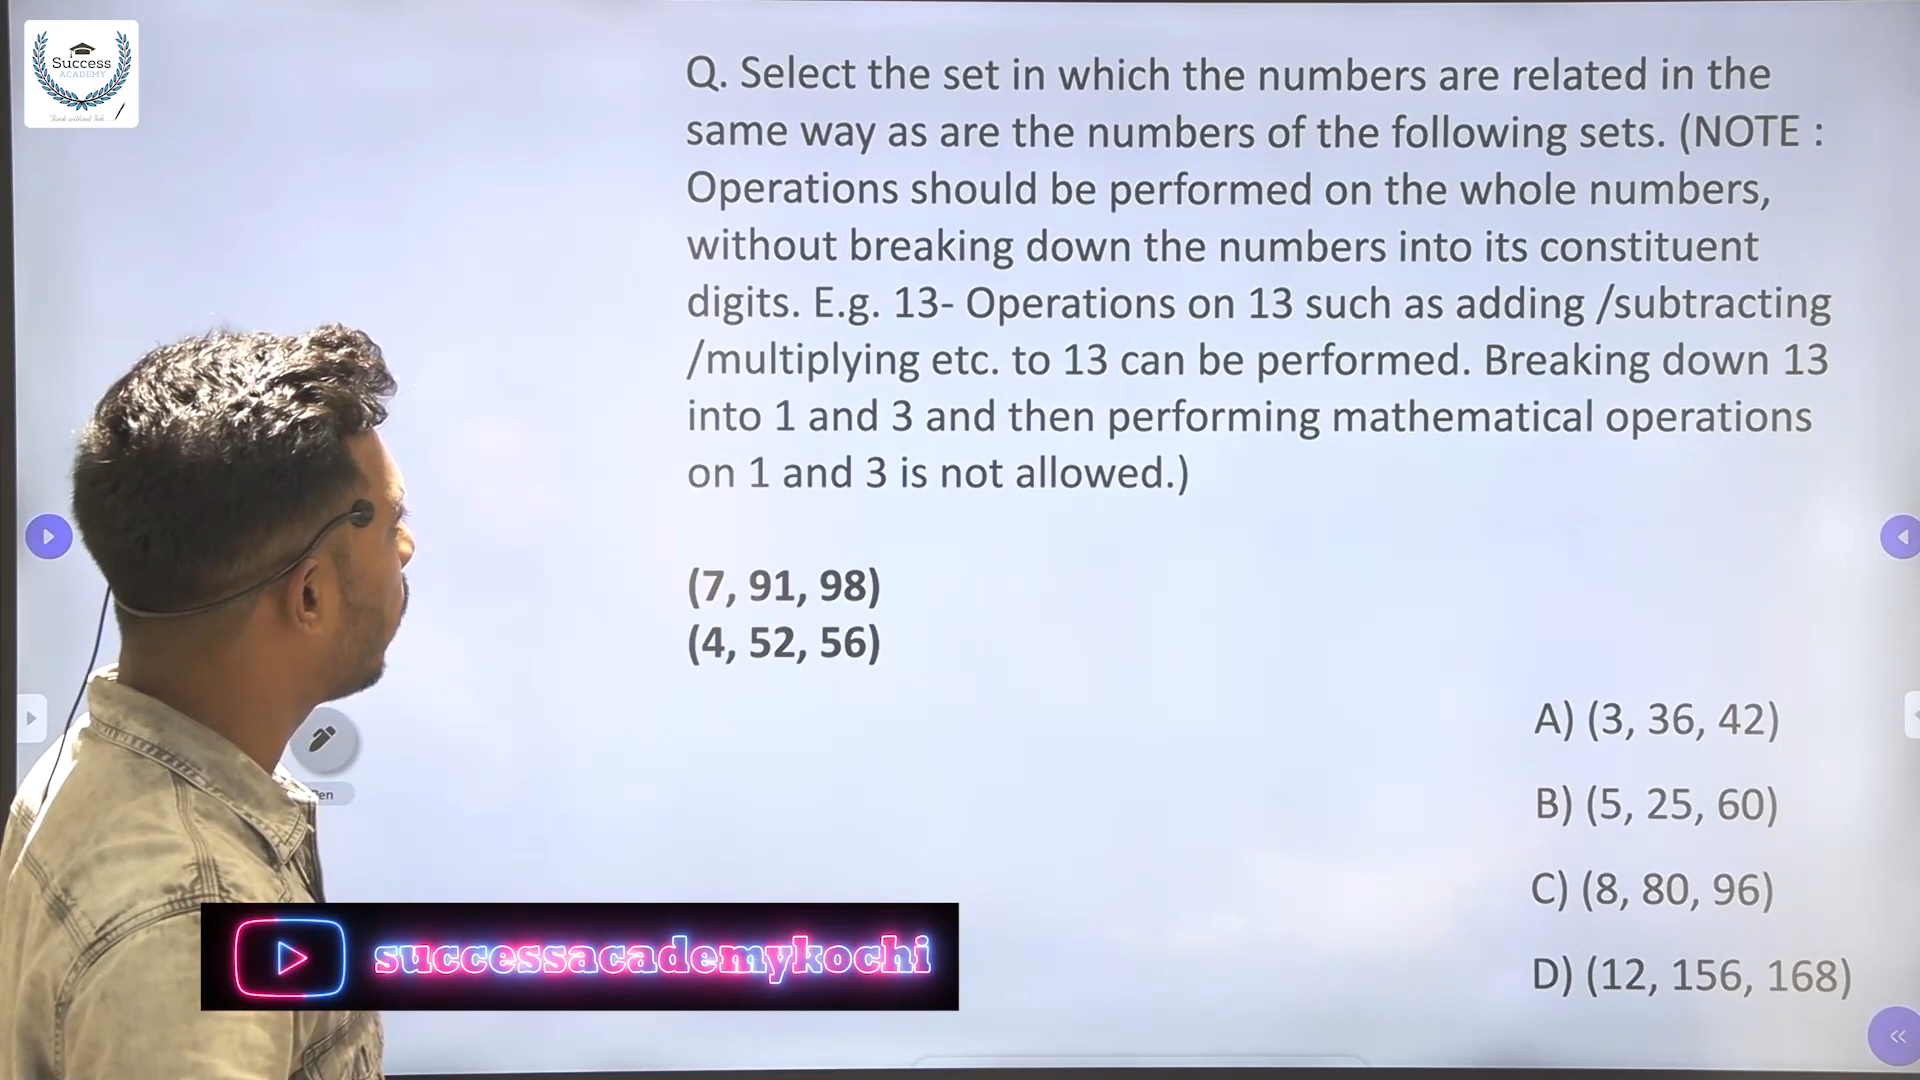 Success
ACADEMY
Think without Ink...
Q. Select the set in which the numbers are related in the
same way as are the numbers of the following sets. (NOTE :
Operations should be performed on the whole numbers,
without breaking down the numbers into its constituent
digits. E.g. 13- Operations on 13 such as adding /subtracting
/multiplying etc. to 13 can be performed. Breaking down 13
into 1 and 3 and then performing mathematical operations
on 1 and 3 is not allowed.)
(7, 91, 98)
(4, 52, 56)
A) (3, 36, 42)
B) (5, 25, 60)
C) (8, 80, 96)
D) (12, 156, 168)
Pen
successacademykochi